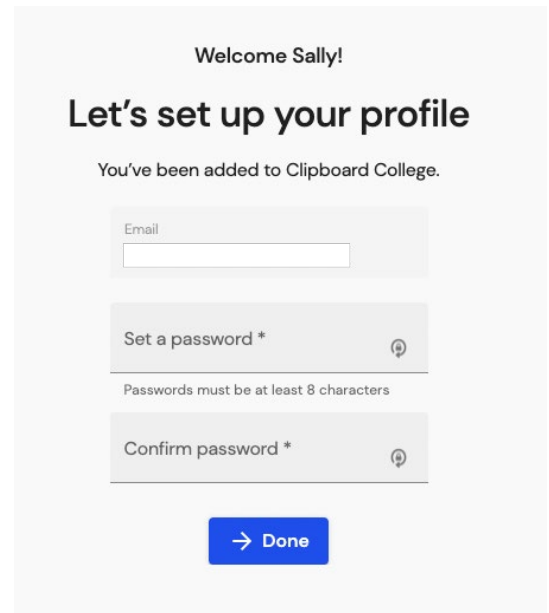 Welcome Sally!
Let's set up your profile
You've been added to Clipboard College.
Email
Set a password *
Passwords must be at least 8 characters
Confirm password *
→ Done